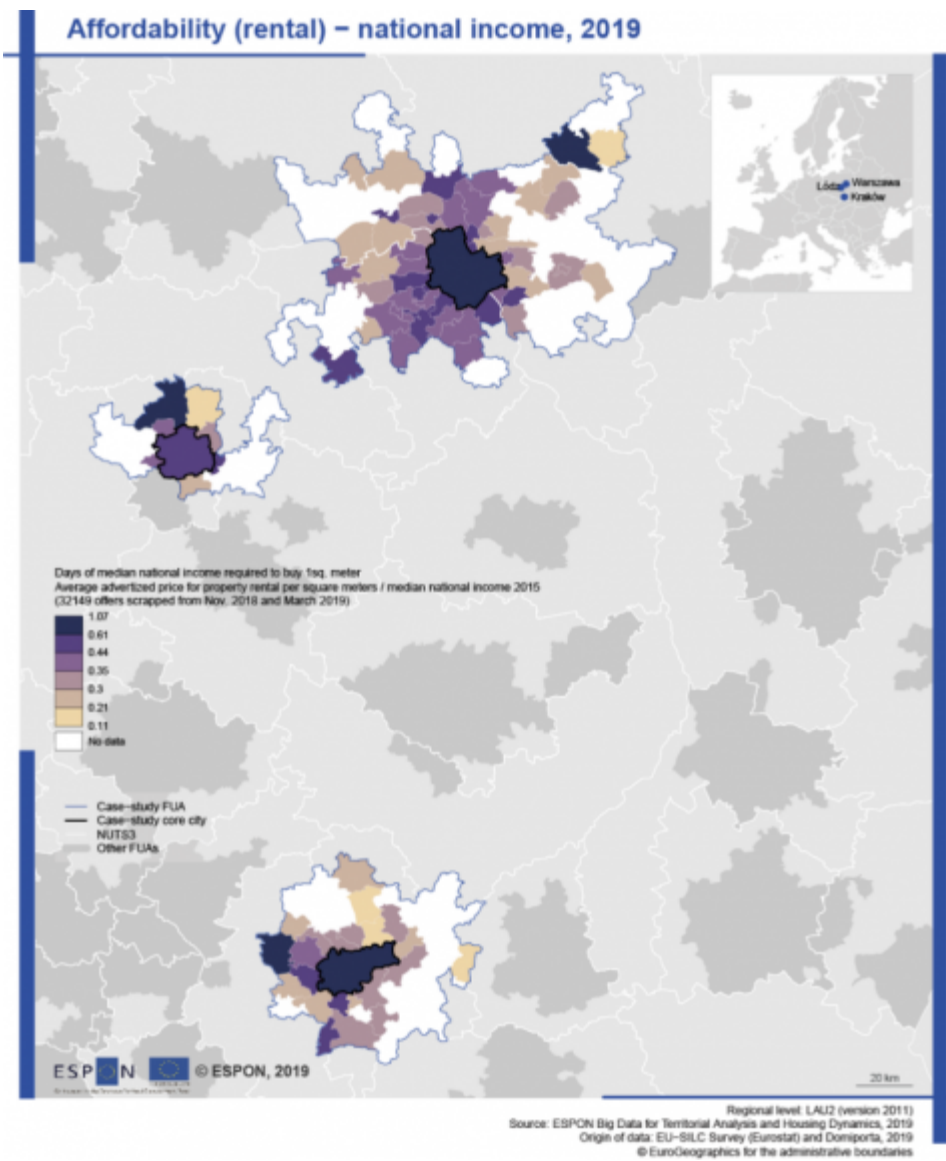 Affordability (rental) − national income, 2019
Lódz
Warszawa
Kraków
Days of median national income required to buy 1sq. meter
Average advertized price for property rental per square meters / median national income 2015
(32149 offers scrapped from Nov. 2018 and March 2019)
1.07
0.61
0.44
0.35
0.3
0.21
0.11
No data
Case−study FUA
Case−study core city
NUTS3
Other FUAs
ESPON
© ESPON, 2019
20 km
Regional level: LAU2 (version 2011)
Source: ESPON Big Data for Territorial Analysis and Housing Dynamics, 2019
Origin of data: EU−SILC Survey (Eurostat) and Domiporta, 2019
© EuroGeographics for the administrative boundaries